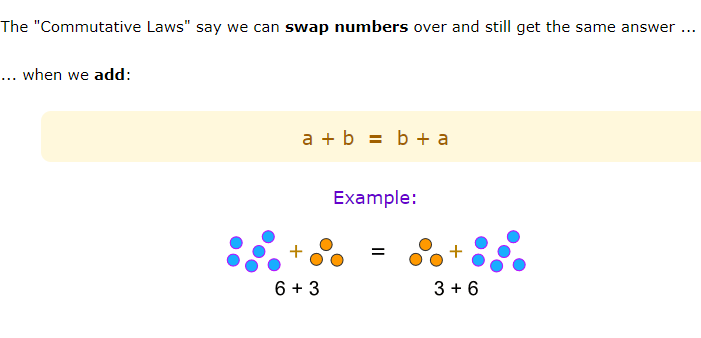 The "Commutative Laws" say we can swap numbers over and still get the same answer ...
... when we add:
a + b = b + a
Example:
+ = +
6 + 3 3 + 6